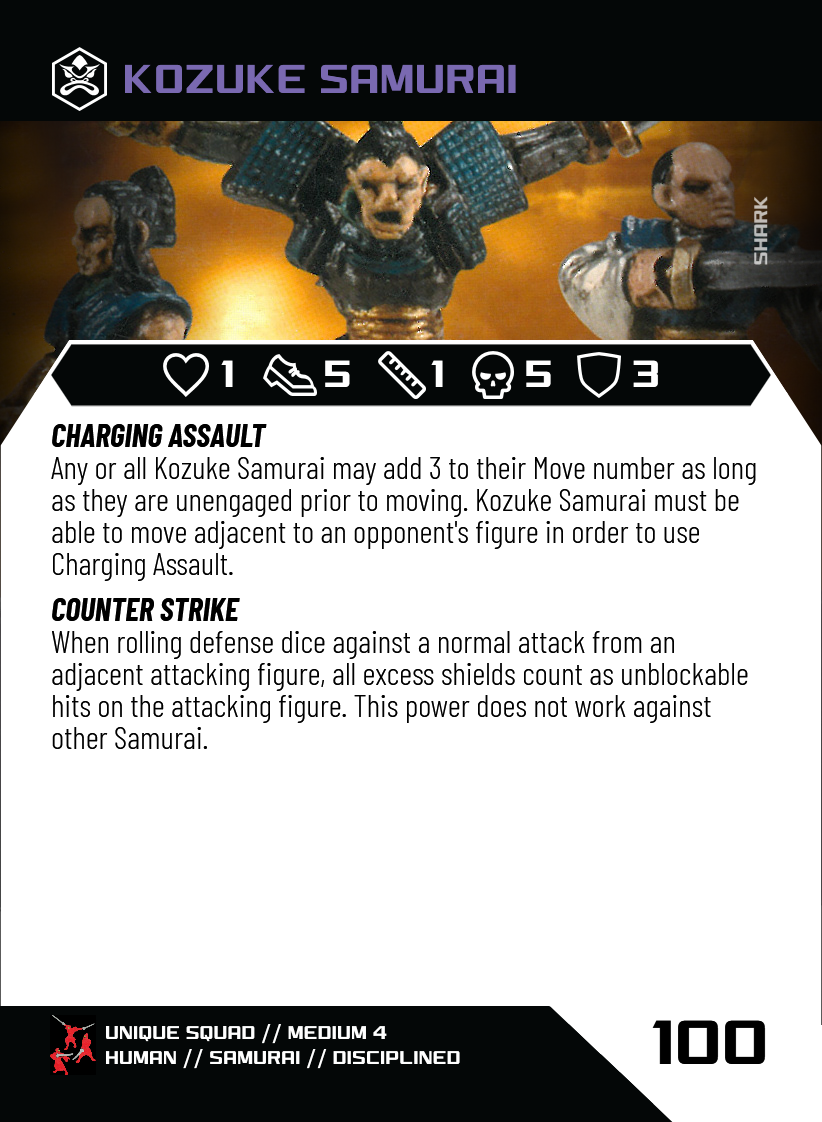 KOZUKE SAMURAI
SHARK
1 5 1 5 3
CHARGING ASSAULT
Any or all Kozuke Samurai may add 3 to their Move number as long
as they are unengaged prior to moving. Kozuke Samurai must be
able to move adjacent to an opponent's figure in order to use
Charging Assault.
COUNTER STRIKE
When rolling defense dice against a normal attack from an
adjacent attacking figure, all excess shields count as unblockable
hits on the attacking figure. This power does not work against
other Samurai.
UNIQUE SQUAD // MEDIUM 4
HUMAN // SAMURAI // DISCIPLINED
100